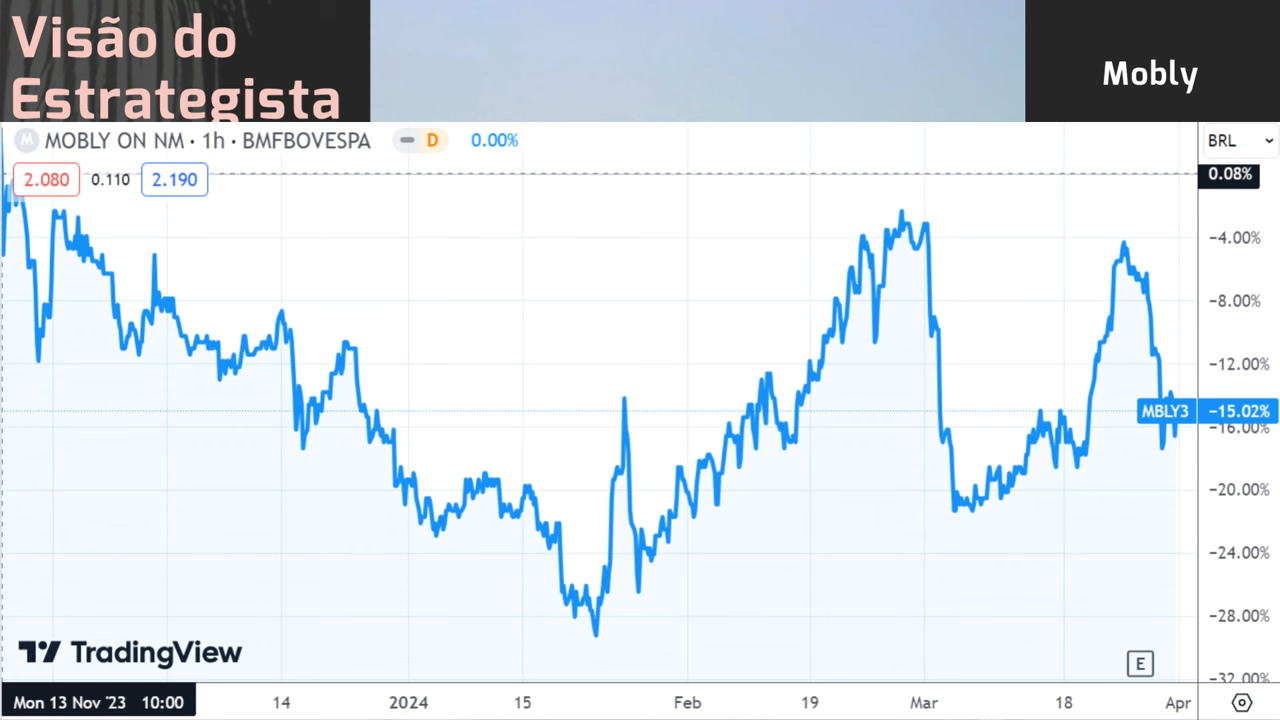 Visão do
Estrategista
Mobly
M MOBLY ON NM · 1h · BMFBOVESPA D 0.00% BRL
2.080 0.110 2.190
0.08%
−4.00%
−8.00%
−12.00%
MBLY3 −15.02%
−16.00%
−20.00%
−24.00%
−28.00%
−32.00%
TradingView
E
Mon 13 Nov '23 10:00 14 2024 15 Feb 19 Mar 18 Apr